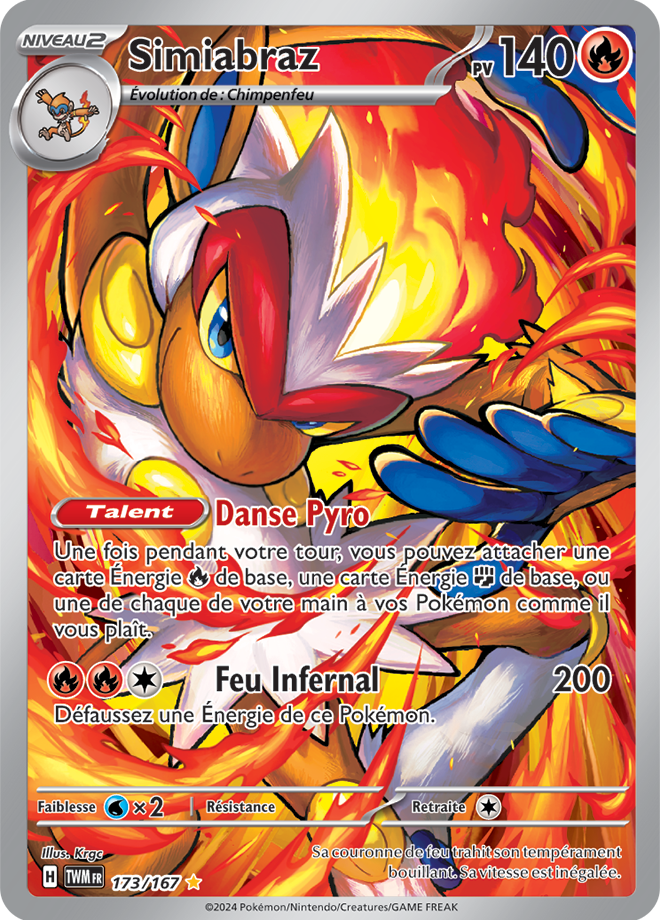 NIVEAU 2
Simiabraz
PV 140
Évolution de : Chimpenfeu
Talent Danse Pyro
Une fois pendant votre tour, vous pouvez attacher une
carte Énergie de base, une carte Énergie de base, ou
une de chaque de votre main à vos Pokémon comme il
vous plaît.
Feu Infernal 200
Défaussez une Énergie de ce Pokémon.
Faiblesse ×2 Résistance Retraite
Illus. Krgc
Sa couronne de feu trahit son tempérament
bouillant. Sa vitesse est inégalée.
H TWM FR 173/167
©2024 Pokémon/Nintendo/Creatures/GAME FREAK